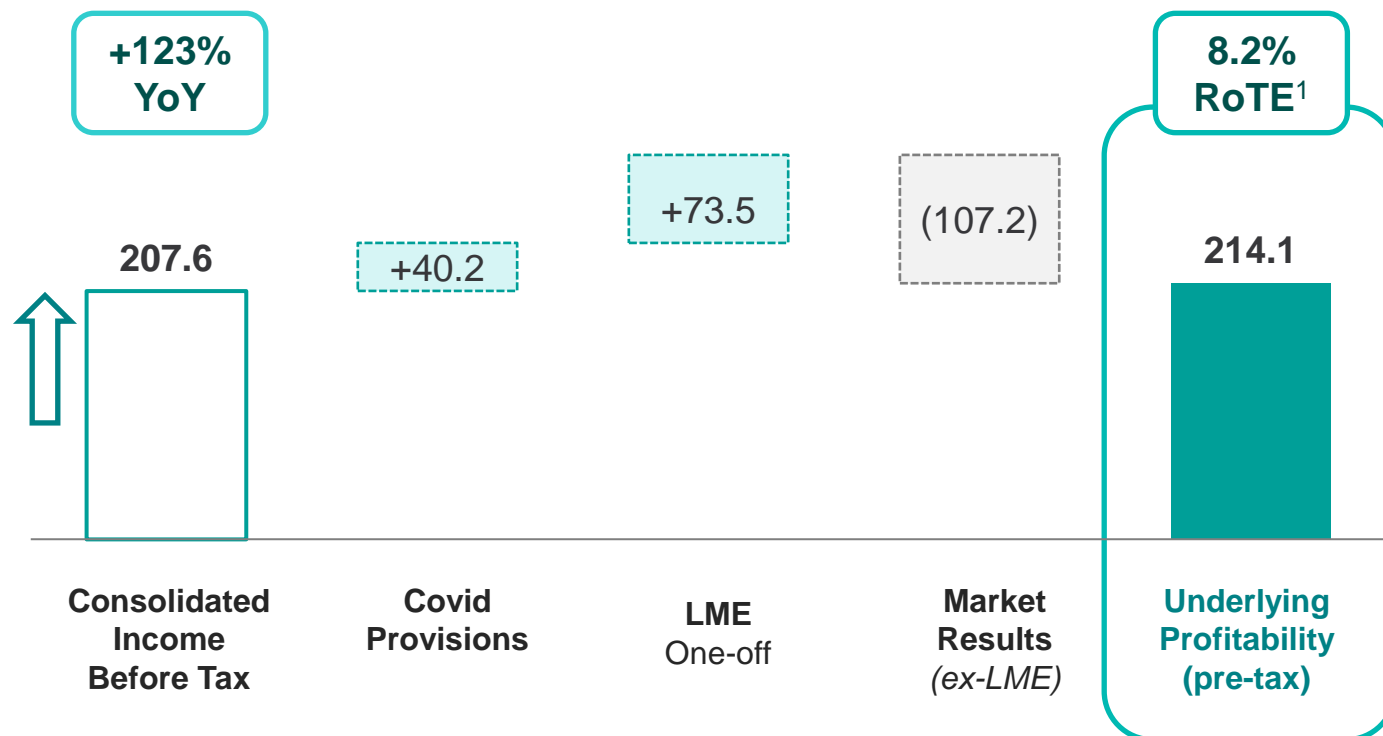 +123%
YoY
8.2%
RoTE1
207.6
+40.2
+73.5
(107.2)
214.1
Consolidated
Income
Before Tax
Covid
Provisions
LME
One-off
Market
Results
(ex-LME)
Underlying
Profitability
(pre-tax)